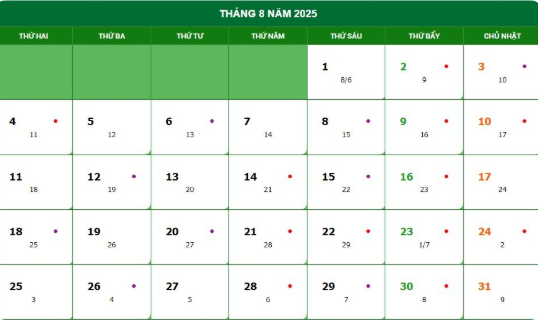 THÁNG 8 NĂM 2025
THỨ HAI THỨ BA THỨ TƯ THỨ NĂM THỨ SÁU THỨ BẨY CHỦ NHẬT
1 2 3
8/6 9 10
4 5 6 7 8 9 10
11 12 13 14 15 16 17
11 12 13 14 15 16 17
18 19 20 21 22 23 24
18 19 20 21 22 23 24
25 26 27 28 29 1/7 2
25 26 27 28 29 30 31
3 4 5 6 7 8 9